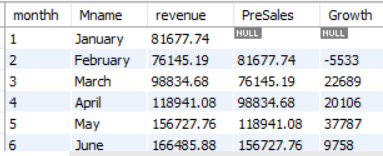 monthh Mname revenue PreSales Growth
1 January 81677.74 NULL NULL
2 February 76145.19 81677.74 -5533
3 March 98834.68 76145.19 22689
4 April 118941.08 98834.68 20106
5 May 156727.76 118941.08 37787
6 June 166485.88 156727.76 9758